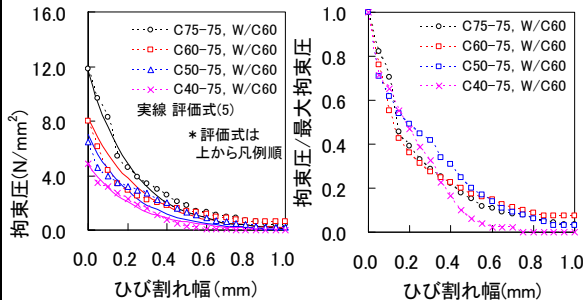 16.0
12.0
8.0
4.0
0.0
拘束圧(N/mm²)
C75-75, W/C60
C60-75, W/C60
C50-75, W/C60
C40-75, W/C60
実線 評価式(5)
＊評価式は
上から凡例順
0.0 0.2 0.4 0.6 0.8 1.0
ひび割れ幅(mm)
1.0
0.8
0.6
0.4
0.2
0.0
拘束圧/最大拘束圧
C75-75, W/C60
C60-75, W/C60
C50-75, W/C60
C40-75, W/C60
0.0 0.2 0.4 0.6 0.8 1.0
ひび割れ幅(mm)